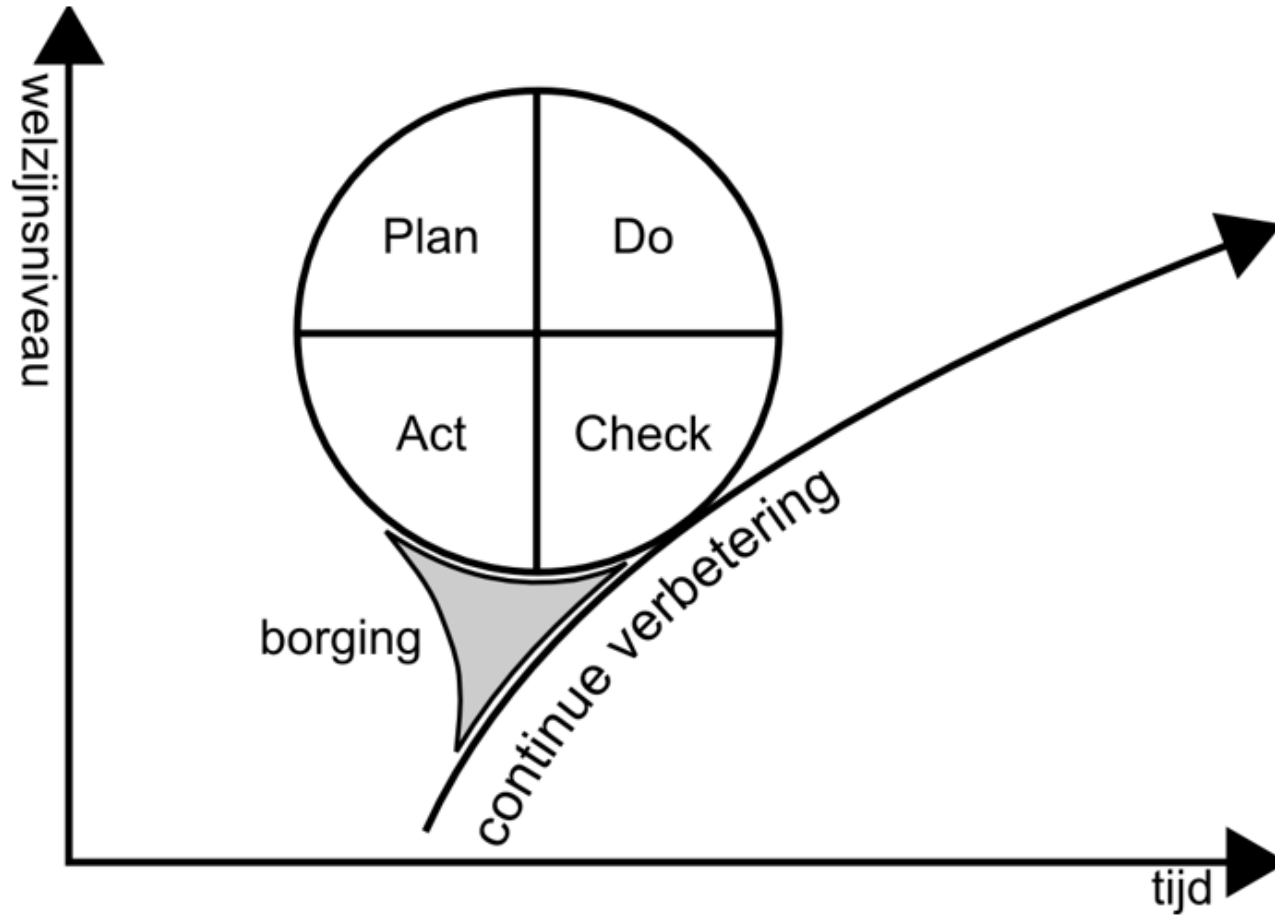 welzijnsniveau
Plan
Do
Act
Check
borging
continue verbetering
tijd